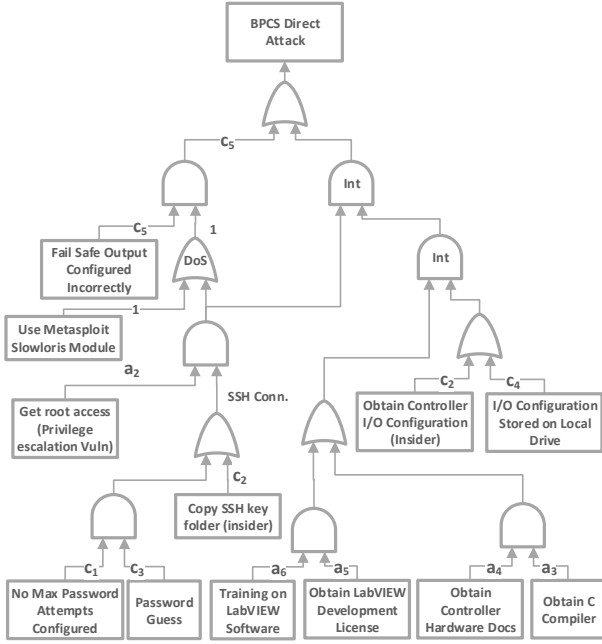 BPCS Direct
Attack
c5
Int
c5
1
Fail Safe Output
Configured
Incorrectly
DoS
Int
1
Use Metasploit
Slowloris Module
a2
Get root access
(Privilege
escalation Vuln)
SSH Conn.
c2
c4
Obtain Controller
I/O Configuration
(Insider)
I/O Configuration
Stored on Local
Drive
c2
Copy SSH key
folder (insider)
c1
c3
a6
a5
a4
a3
No Max Password
Attempts
Configured
Password
Guess
Training on
LabVIEW
Software
Obtain LabVIEW
Development
License
Obtain
Controller
Hardware Docs
Obtain C
Compiler